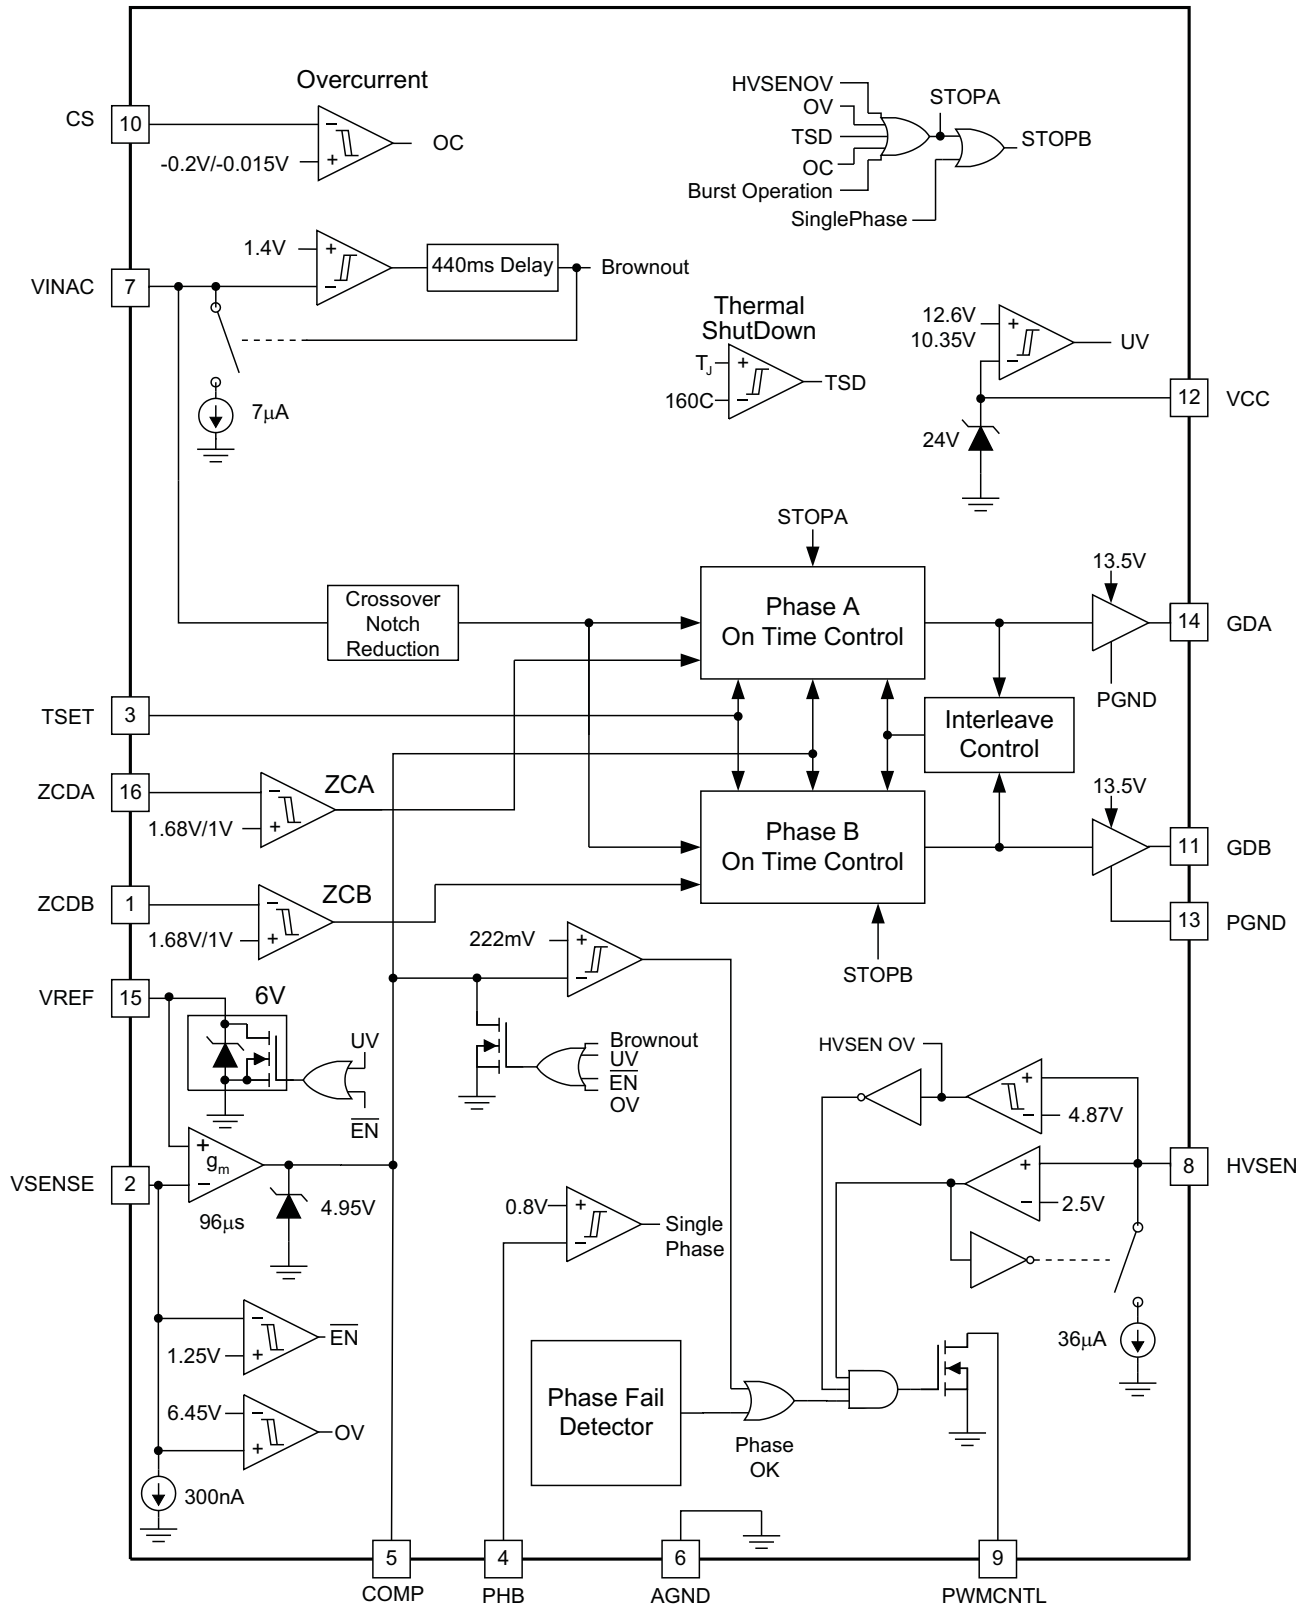 Overcurrent
CS
10
−
+
-0.2V/-0.015V
OC
HVSENOV
OV
TSD
OC
Burst Operation
SinglePhase
STOPA
STOPB
1.4V
+
−
440ms Delay
Brownout
VINAC
7
7µA
Thermal
ShutDown
TJ
+
160C
−
TSD
12.6V
10.35V
+
−
UV
12
VCC
24V
STOPA
Crossover
Notch
Reduction
Phase A
On Time Control
13.5V
14
GDA
PGND
TSET
3
Interleave
Control
ZCDA
16
−
+
1.68V/1V
ZCA
Phase B
On Time Control
13.5V
11
GDB
13
PGND
STOPB
ZCDB
1
−
+
1.68V/1V
ZCB
222mV
+
−
VREF
15
6V
UV
EN
Brownout
UV
EN
OV
HVSEN OV
+
−
4.87V
8
HVSEN
+
−
2.5V
36µA
VSENSE
2
+
gm
−
96µs
4.95V
0.8V
+
−
Single
Phase
−
1.25V
+
EN
6.45V
−
+
OV
300nA
Phase Fail
Detector
Phase
OK
5
COMP
4
PHB
6
AGND
9
PWMCNTL